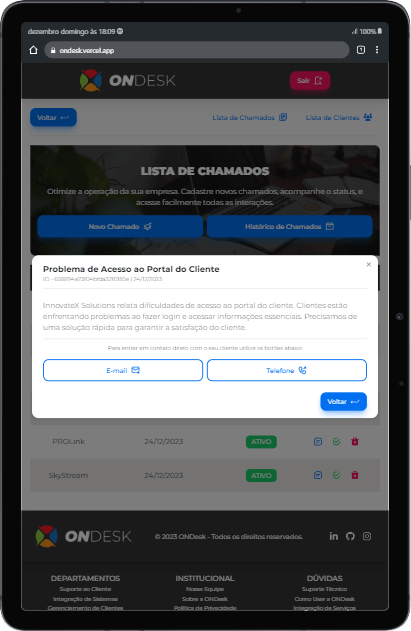 dezembro domingo às 18:09
100%
ondesk.vercel.app
1
ONDESK
Sair
Voltar
Lista de Chamados
Lista de Clientes
LISTA DE CHAMADOS
Otimize a operação da sua empresa. Cadastre novos chamados, acompanhe o status, e
acesse facilmente todas as interações.
Novo Chamado
Histórico de Chamados
×
Problema de Acesso ao Portal do Cliente
| 24/12/2023
InnovateX Solutions relata dificuldades de acesso ao portal do cliente. Clientes estão
enfrentando problemas ao fazer login e acessar informações essenciais. Precisamos de
uma solução rápida para garantir a satisfação do cliente.
Para entrar em contato direto com o seu cliente utilize os botões abaixo.
E-mail
Telefone
Voltar
PROLink
24/12/2023
ATIVO
SkyStream
24/12/2023
ATIVO
ONDESK
© 2023 ONDesk - Todos os direitos reservados.
DEPARTAMENTOS
INSTITUCIONAL
DÚVIDAS
Suporte ao Cliente
Nossa Equipe
Suporte Técnico
Integração de Sistemas
Sobre a ONDesk
Como Usar a ONDesk
Gerenciamento de Clientes
Política de Privacidade
Integração de Serviços